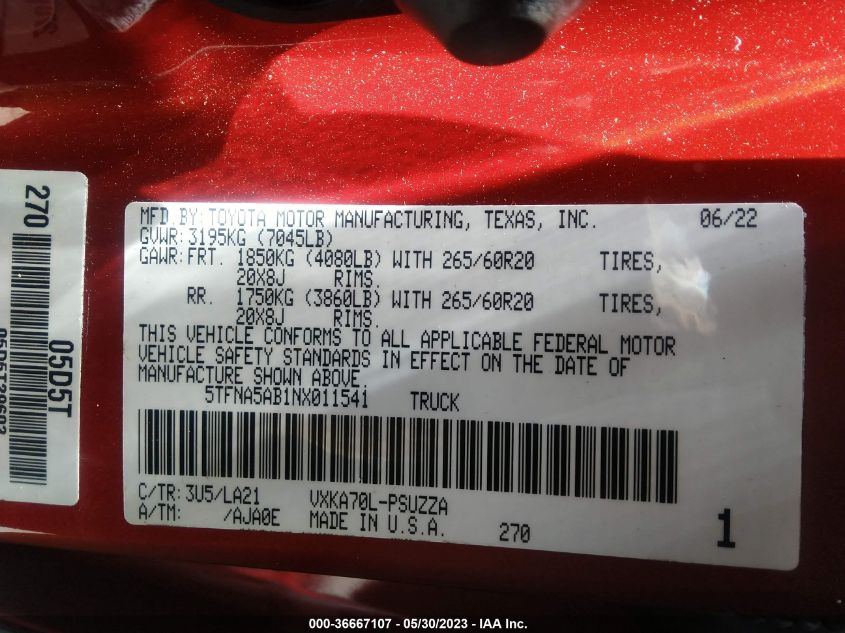 MFD BY: TOYOTA MOTOR MANUFACTURING, TEXAS, INC. 06/22
GVWR: 3195KG (7045LB)
GAWR: FRT. 1850KG (4080LB) WITH 265/60R20 TIRES,
20X8J RIMS.
RR. 1750KG (3860LB) WITH 265/60R20 TIRES,
20X8J RIMS.
THIS VEHICLE CONFORMS TO ALL APPLICABLE FEDERAL MOTOR
VEHICLE SAFETY STANDARDS IN EFFECT ON THE DATE OF
MANUFACTURE SHOWN ABOVE.
5TFNA5AB1NX011541 TRUCK
C/TR: 3U5/LA21 VXKA70L-PSUZZA
A/TM: /AJA0E MADE IN U.S.A. 270 1
270
05D5T
000-36667107 - 05/30/2023 - IAA Inc.